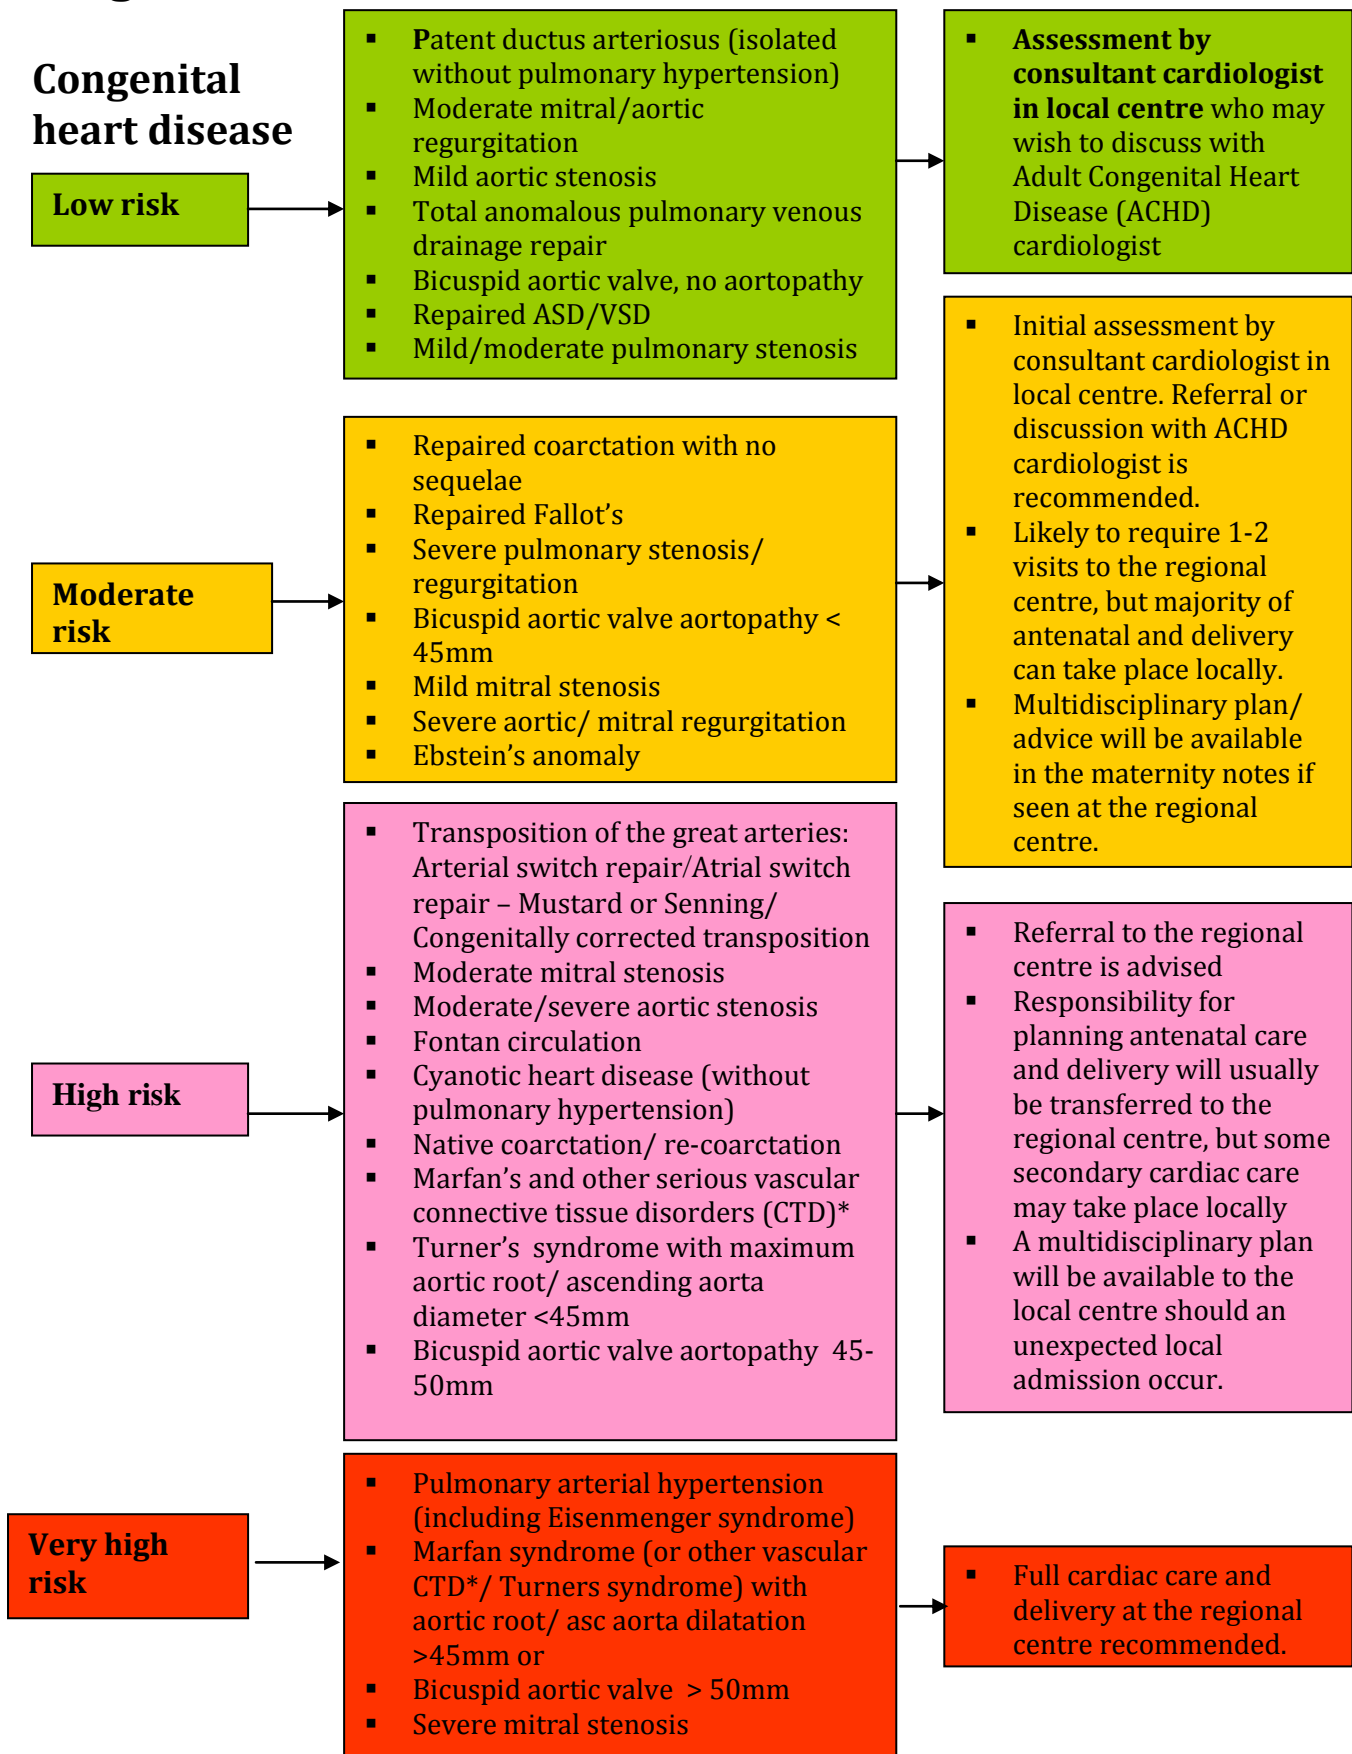 Congenital
heart disease
Low risk
▪ Patent ductus arteriosus (isolated
without pulmonary hypertension)
▪ Moderate mitral/aortic
regurgitation
▪ Mild aortic stenosis
▪ Total anomalous pulmonary venous
drainage repair
▪ Bicuspid aortic valve, no aortopathy
▪ Repaired ASD/VSD
▪ Mild/moderate pulmonary stenosis
▪ Assessment by
consultant cardiologist
in local centre who may
wish to discuss with
Adult Congenital Heart
Disease (ACHD)
cardiologist
Moderate
risk
▪ Repaired coarctation with no
sequelae
▪ Repaired Fallot’s
▪ Severe pulmonary stenosis/
regurgitation
▪ Bicuspid aortic valve aortopathy <
45mm
▪ Mild mitral stenosis
▪ Severe aortic/ mitral regurgitation
▪ Ebstein’s anomaly
▪ Initial assessment by
consultant cardiologist in
local centre. Referral or
discussion with ACHD
cardiologist is
recommended.
▪ Likely to require 1-2
visits to the regional
centre, but majority of
antenatal and delivery
can take place locally.
▪ Multidisciplinary plan/
advice will be available
in the maternity notes if
seen at the regional
centre.
High risk
▪ Transposition of the great arteries:
Arterial switch repair/Atrial switch
repair – Mustard or Senning/
Congenitally corrected transposition
▪ Moderate mitral stenosis
▪ Moderate/severe aortic stenosis
▪ Fontan circulation
▪ Cyanotic heart disease (without
pulmonary hypertension)
▪ Native coarctation/ re-coarctation
▪ Marfan’s and other serious vascular
connective tissue disorders (CTD)*
▪ Turner’s syndrome with maximum
aortic root/ ascending aorta
diameter <45mm
▪ Bicuspid aortic valve aortopathy 45-
50mm
▪ Referral to the regional
centre is advised
▪ Responsibility for
planning antenatal care
and delivery will usually
be transferred to the
regional centre, but some
secondary cardiac care
may take place locally
▪ A multidisciplinary plan
will be available to the
local centre should an
unexpected local
admission occur.
Very high
risk
▪ Pulmonary arterial hypertension
(including Eisenmenger syndrome)
▪ Marfan syndrome (or other vascular
CTD*/ Turners syndrome) with
aortic root/ asc aorta dilatation
>45mm or
▪ Bicuspid aortic valve > 50mm
▪ Severe mitral stenosis
▪ Full cardiac care and
delivery at the regional
centre recommended.